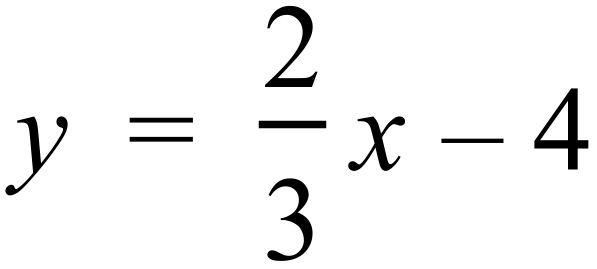 y = 2/3 x − 4